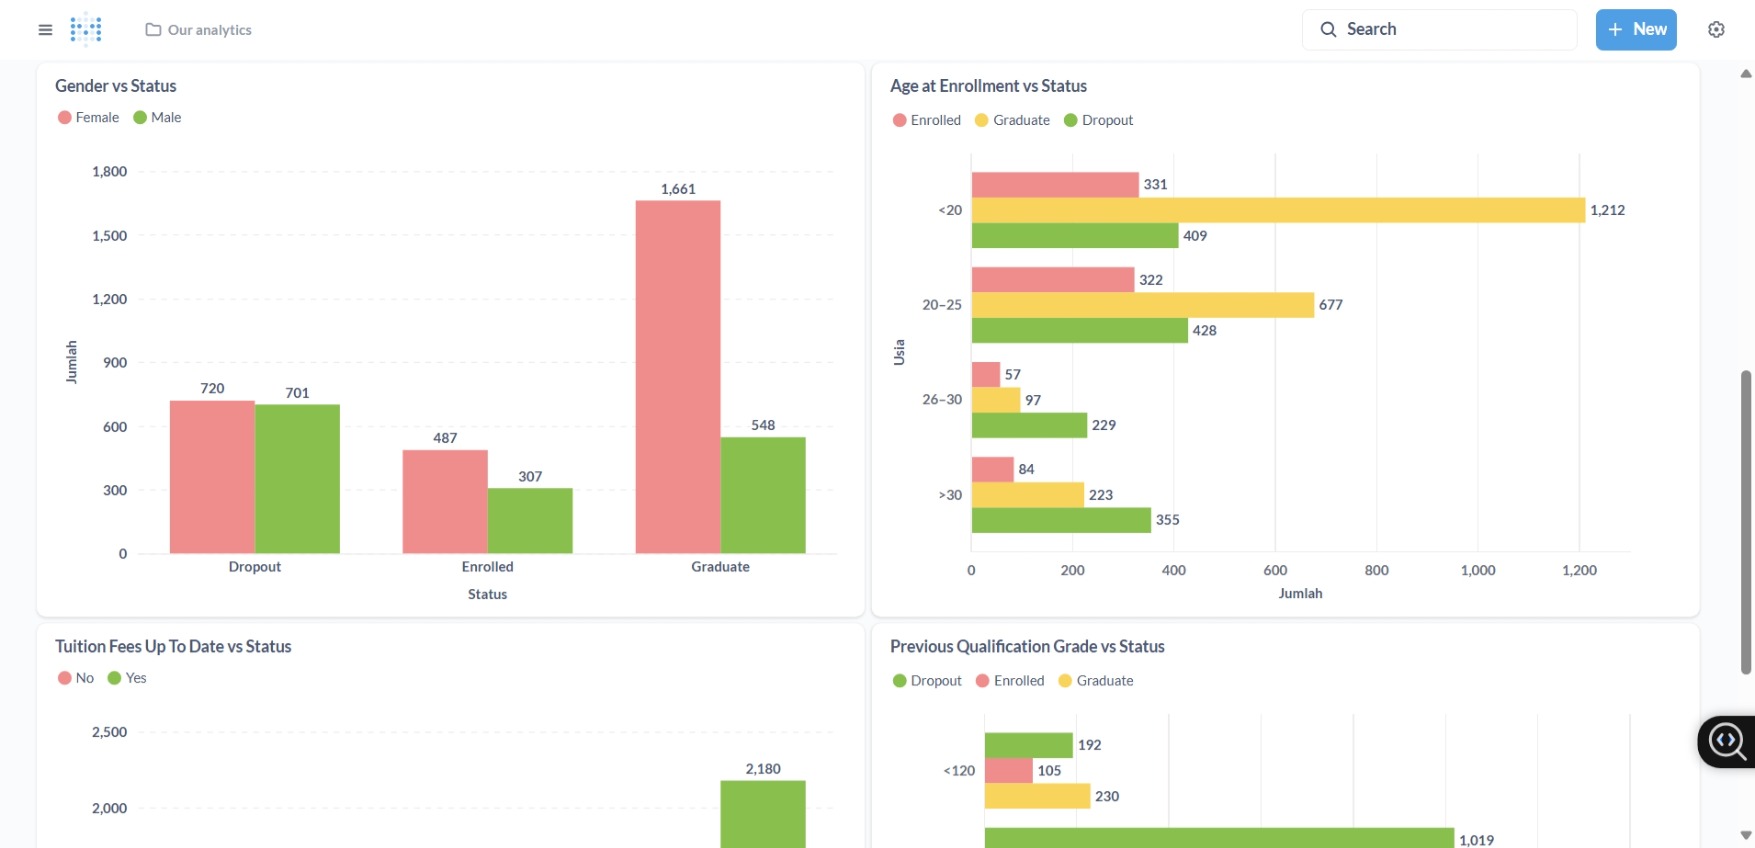 Our analytics
Search
+ New
Gender vs Status
Female Male
1,800
1,500
1,200
900
600
300
0
Jumlah
720
701
487
307
1,661
548
Dropout Enrolled Graduate
Status
Age at Enrollment vs Status
Enrolled Graduate Dropout
Usia
<20
331
1,212
409
20–25
322
677
428
26–30
57
97
229
>30
84
223
355
0 200 400 600 800 1,000 1,200
Jumlah
Tuition Fees Up To Date vs Status
No Yes
2,500
2,000
2,180
Previous Qualification Grade vs Status
Dropout Enrolled Graduate
<120
192
105
230
1,019